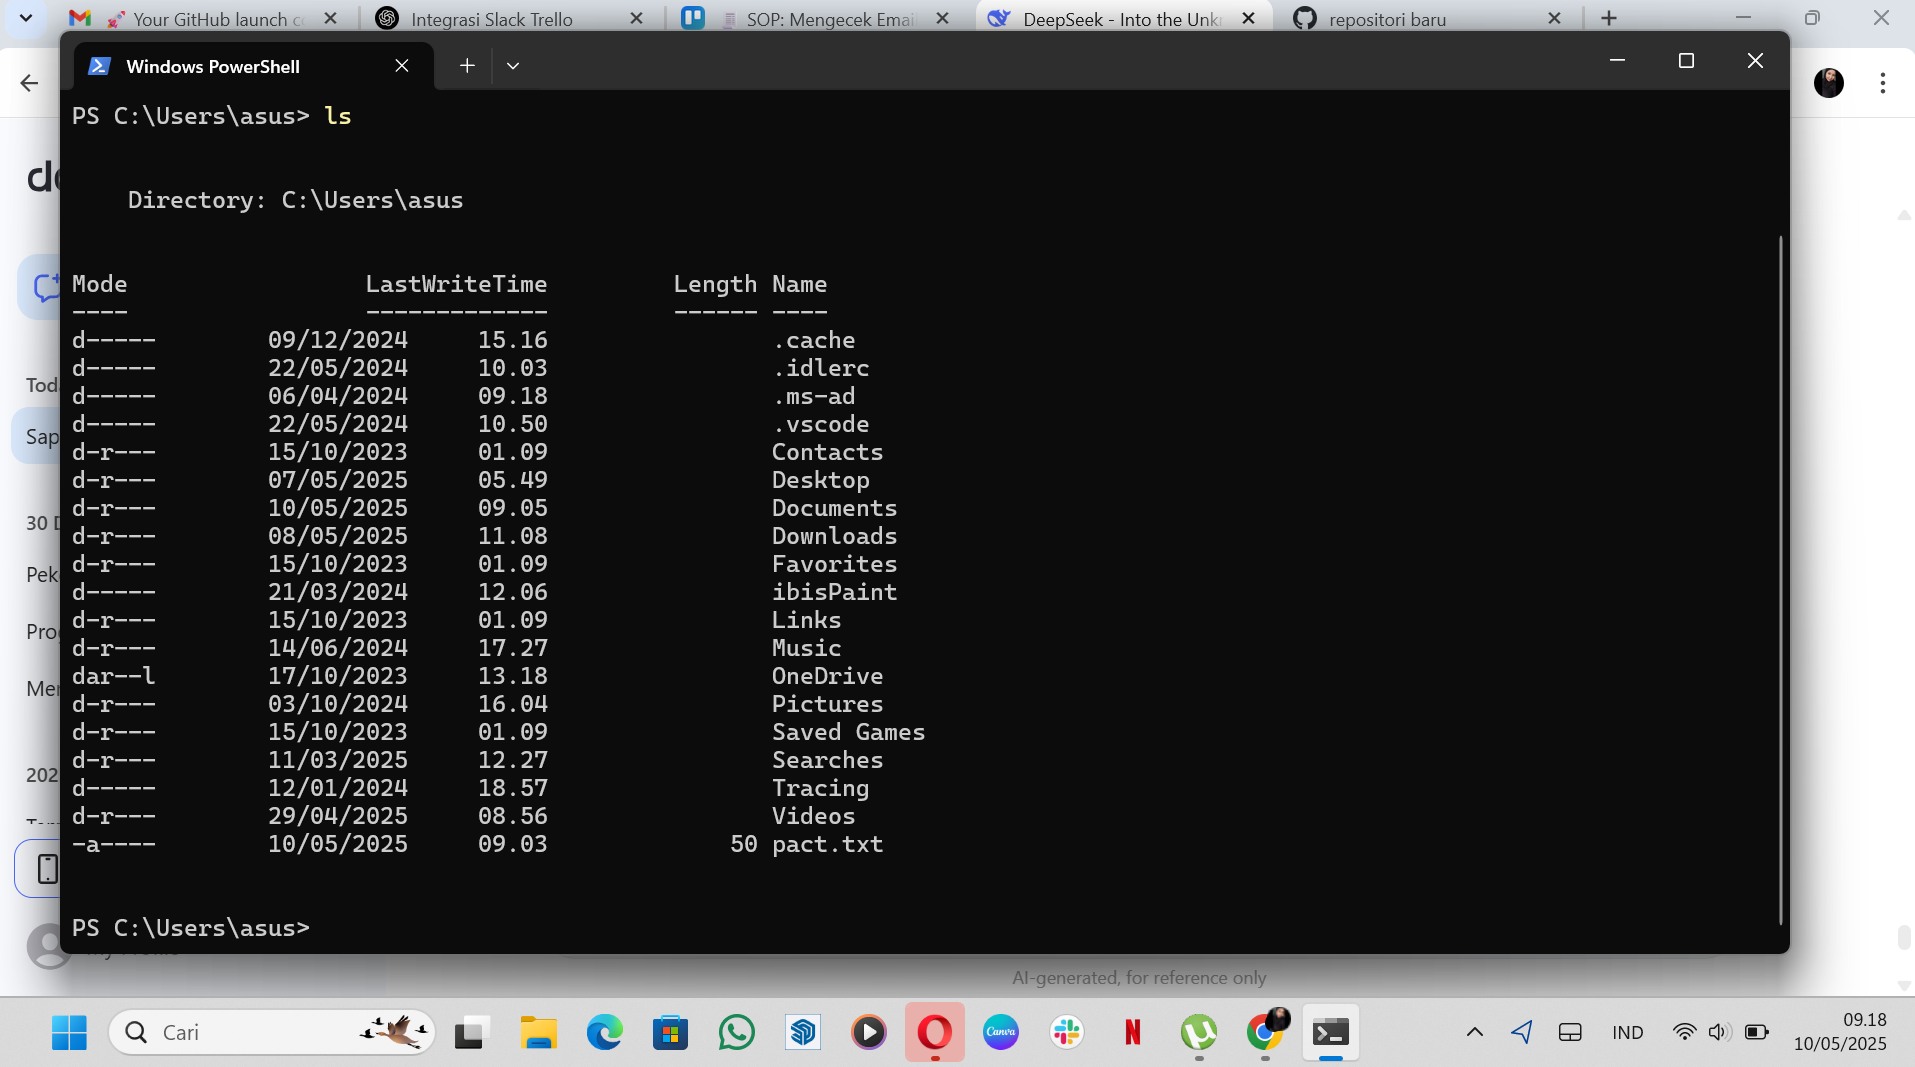 Your GitHub launch c
Integrasi Slack Trello
SOP: Mengecek Emai
DeepSeek - Into the Unk
repositori baru
Windows PowerShell
PS C:\Users\asus> ls
Directory: C:\Users\asus
Mode LastWriteTime Length Name
---- ------------- ------ ----
d----- 09/12/2024 15.16 .cache
d----- 22/05/2024 10.03 .idlerc
d----- 06/04/2024 09.18 .ms-ad
d----- 22/05/2024 10.50 .vscode
d-r--- 15/10/2023 01.09 Contacts
d-r--- 07/05/2025 05.49 Desktop
d-r--- 10/05/2025 09.05 Documents
d-r--- 08/05/2025 11.08 Downloads
d-r--- 15/10/2023 01.09 Favorites
d----- 21/03/2024 12.06 ibisPaint
d-r--- 15/10/2023 01.09 Links
d-r--- 14/06/2024 17.27 Music
dar--l 17/10/2023 13.18 OneDrive
d-r--- 03/10/2024 16.04 Pictures
d-r--- 15/10/2023 01.09 Saved Games
d-r--- 11/03/2025 12.27 Searches
d----- 12/01/2024 18.57 Tracing
d-r--- 29/04/2025 08.56 Videos
-a---- 10/05/2025 09.03 50 pact.txt
PS C:\Users\asus>
de
Tod
Sap
30 D
Pek
Pro
Mer
202
AI-generated, for reference only
Cari
Canva
IND
09.18
10/05/2025